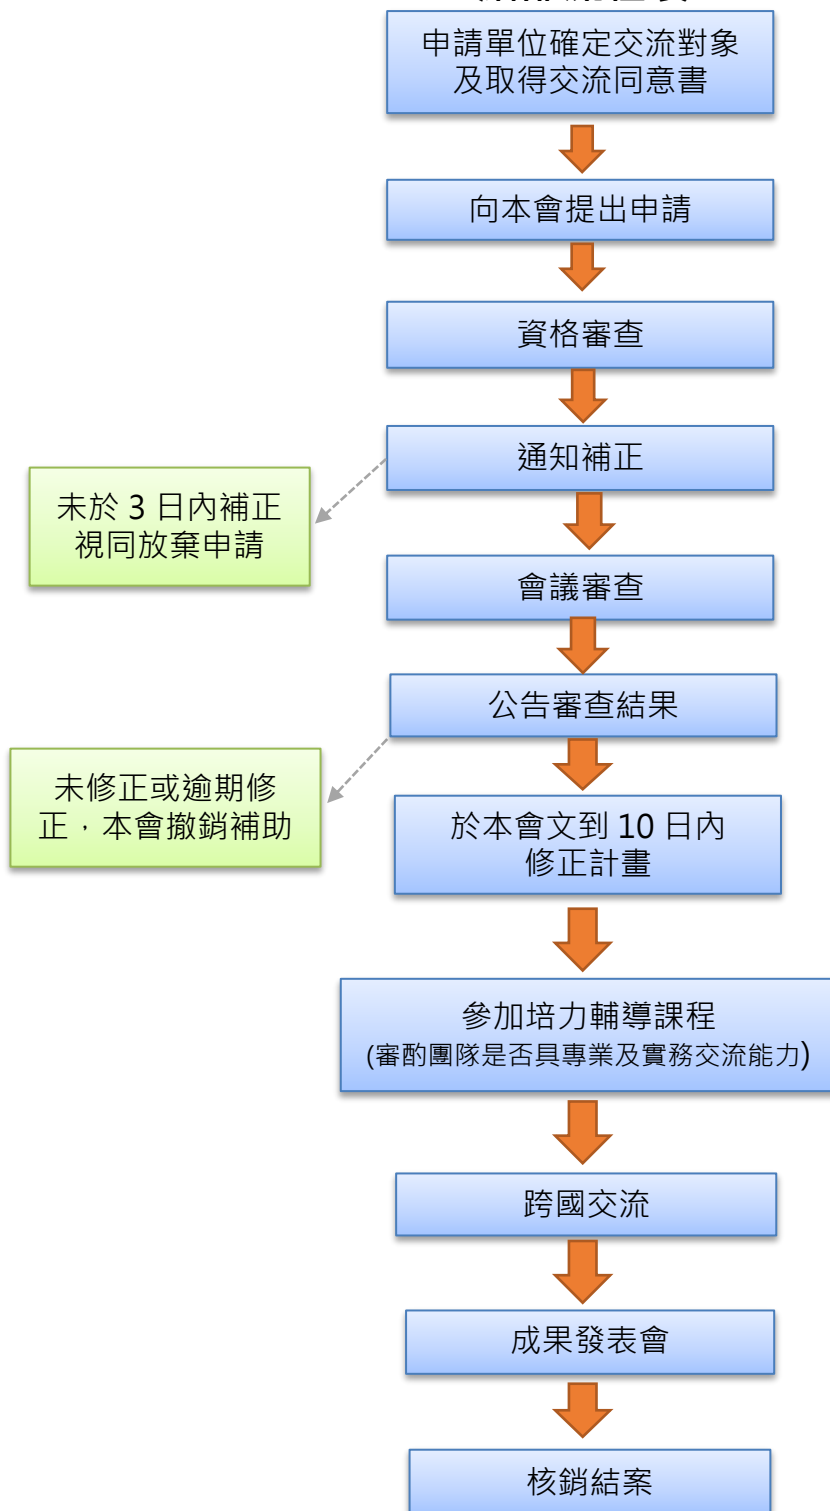 申請單位確定交流對象
及取得交流同意書
向本會提出申請
資格審查
通知補正
未於 3 日內補正
視同放棄申請
會議審查
公告審查結果
未修正或逾期修
正，本會撤銷補助
於本會文到 10 日內
修正計畫
參加培力輔導課程
(審酌團隊是否具專業及實務交流能力)
跨國交流
成果發表會
核銷結案